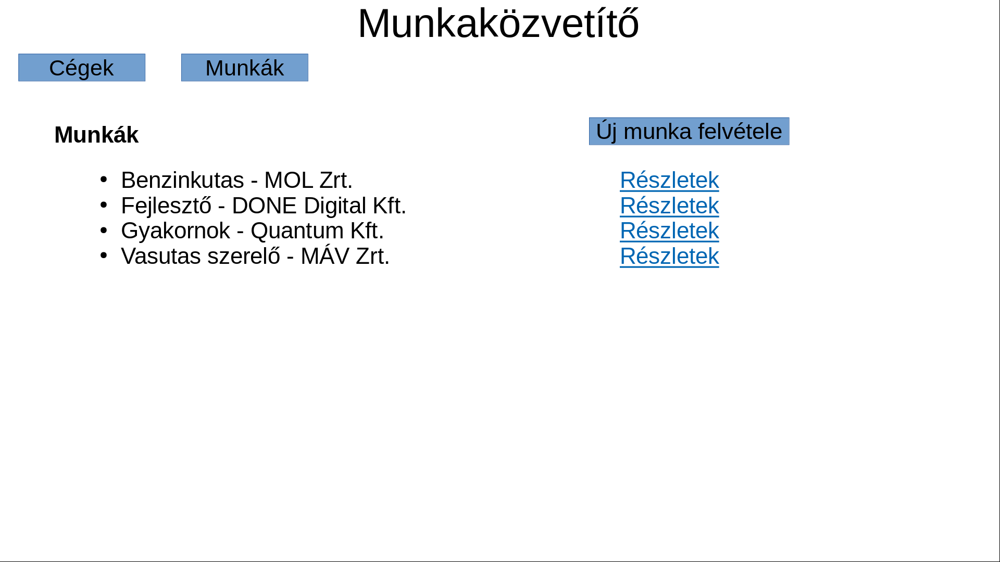 Munkaközvetítő
Cégek Munkák
Munkák Új munka felvétele
• Benzinkutas - MOL Zrt. Részletek
• Fejlesztő - DONE Digital Kft. Részletek
• Gyakornok - Quantum Kft. Részletek
• Vasutas szerelő - MÁV Zrt. Részletek